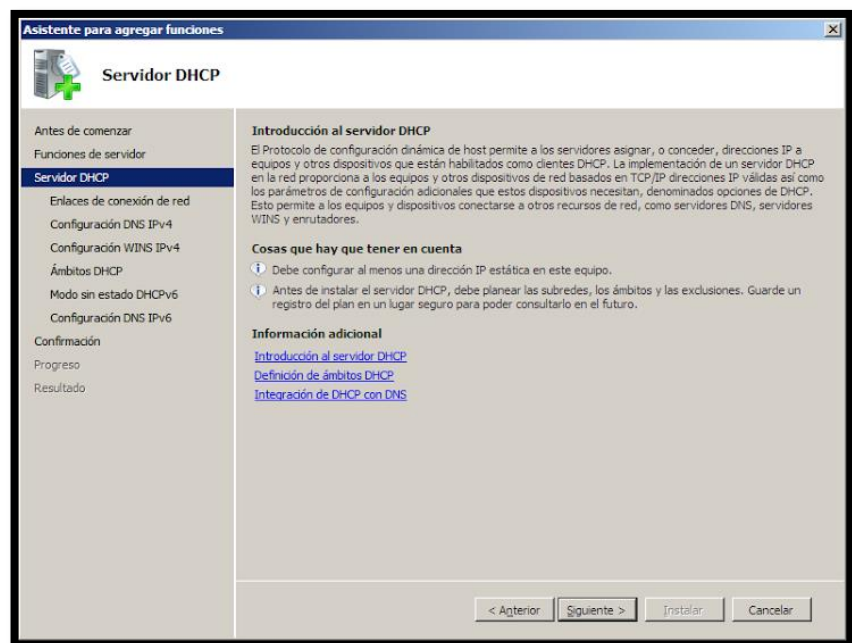 Asistente para agregar funciones
Servidor DHCP
Antes de comenzar
Funciones de servidor
Servidor DHCP
Enlaces de conexión de red
Configuración DNS IPv4
Configuración WINS IPv4
Ámbitos DHCP
Modo sin estado DHCPv6
Configuración DNS IPv6
Confirmación
Progreso
Resultado
Introducción al servidor DHCP
El Protocolo de configuración dinámica de host permite a los servidores asignar, o conceder, direcciones IP a
equipos y otros dispositivos que están habilitados como clientes DHCP. La implementación de un servidor DHCP
en la red proporciona a los equipos y otros dispositivos de red basados en TCP/IP direcciones IP válidas así como
los parámetros de configuración adicionales que estos dispositivos necesitan, denominados opciones de DHCP.
Esto permite a los equipos y dispositivos conectarse a otros recursos de red, como servidores DNS, servidores
WINS y enrutadores.
Cosas que hay que tener en cuenta
Debe configurar al menos una dirección IP estática en este equipo.
Antes de instalar el servidor DHCP, debe planear las subredes, los ámbitos y las exclusiones. Guarde un
registro del plan en un lugar seguro para poder consultarlo en el futuro.
Información adicional
Introducción al servidor DHCP
Definición de ámbitos DHCP
Integración de DHCP con DNS
< Anterior
Siguiente >
Instalar
Cancelar